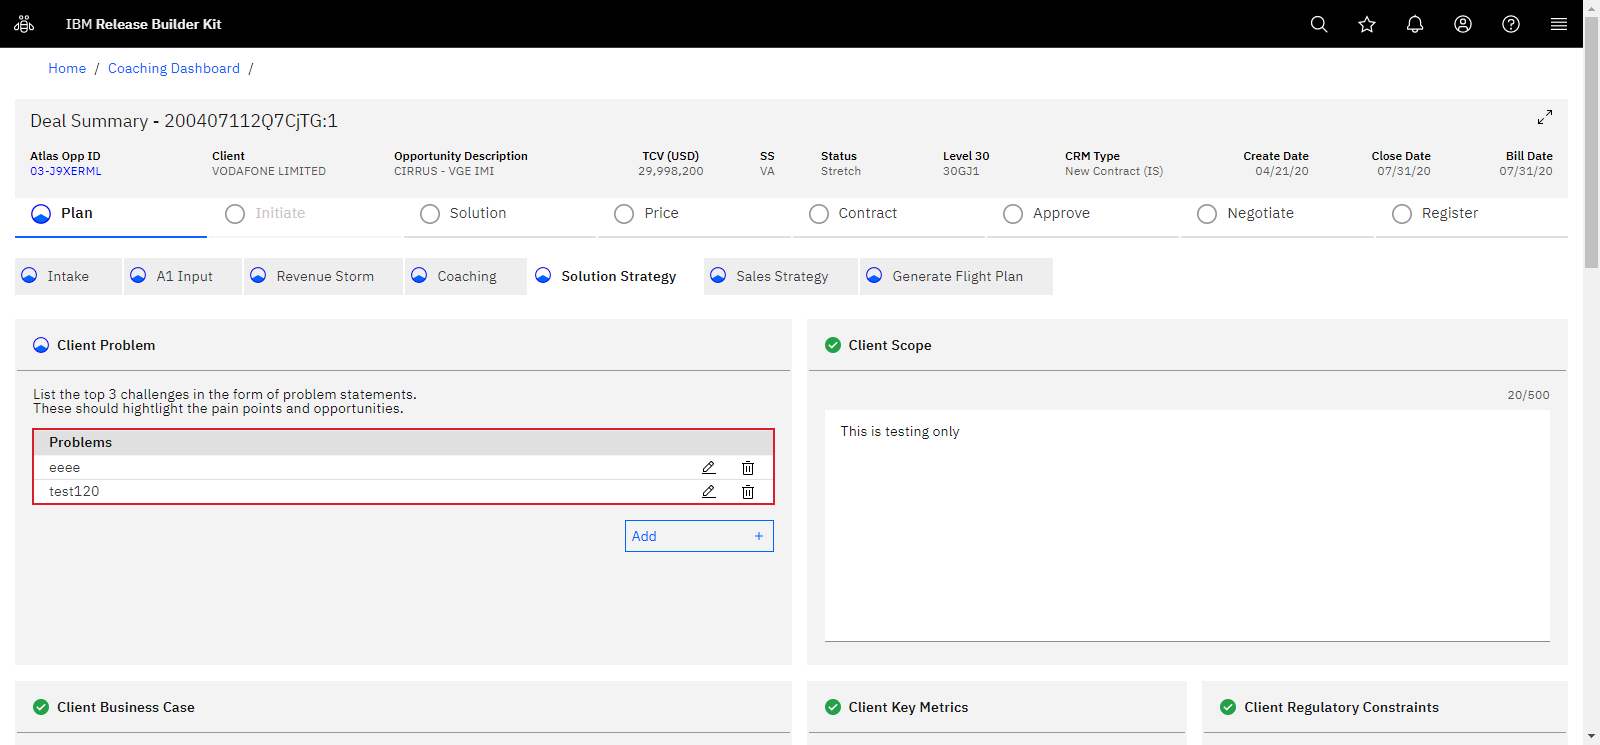 IBM Release Builder Kit
Home / Coaching Dashboard /
Deal Summary - 200407112Q7CjTG:1
Atlas Opp ID Client Opportunity Description TCV (USD) SS Status Level 30 CRM Type Create Date Close Date Bill Date
03-J9XERML VODAFONE LIMITED CIRRUS - VGE IMI 29,998,200 VA Stretch 30GJ1 New Contract (IS) 04/21/20 07/31/20 07/31/20
Plan Initiate Solution Price Contract Approve Negotiate Register
Intake A1 Input Revenue Storm Coaching Solution Strategy Sales Strategy Generate Flight Plan
Client Problem
List the top 3 challenges in the form of problem statements.
These should hightlight the pain points and opportunities.
Problems
eeee
test120
Add +
Client Scope
20/500
This is testing only
Client Business Case
Client Key Metrics
Client Regulatory Constraints